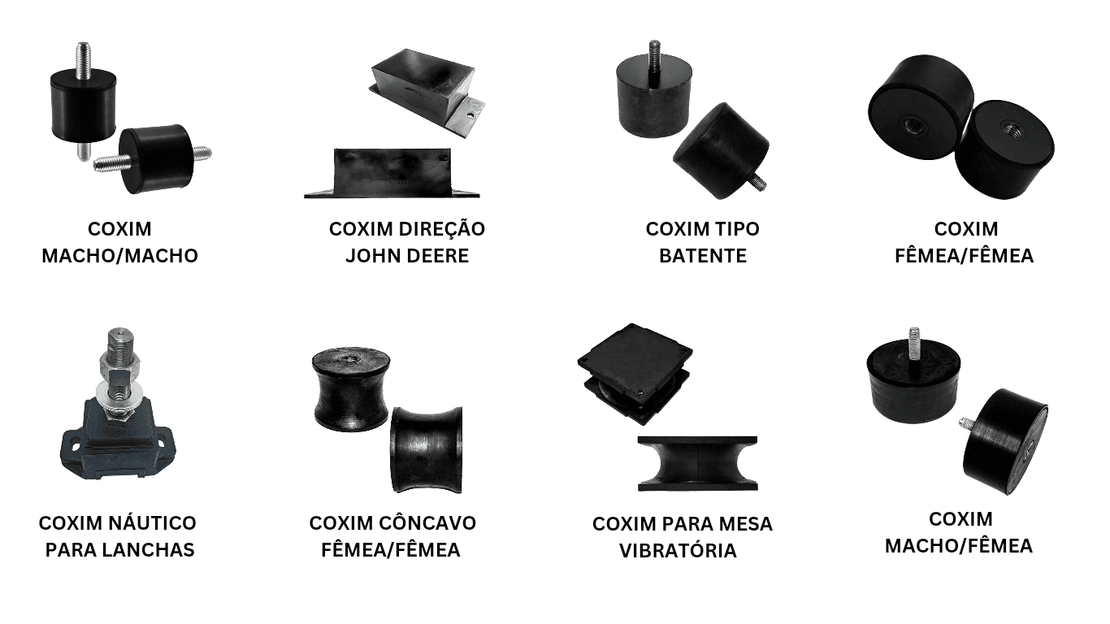 COXIM
MACHO/MACHO
COXIM DIREÇÃO
JOHN DEERE
COXIM TIPO
BATENTE
COXIM
FÊMEA/FÊMEA
COXIM NÁUTICO
PARA LANCHAS
COXIM CÔNCAVO
FÊMEA/FÊMEA
COXIM PARA MESA
VIBRATÓRIA
COXIM
MACHO/FÊMEA